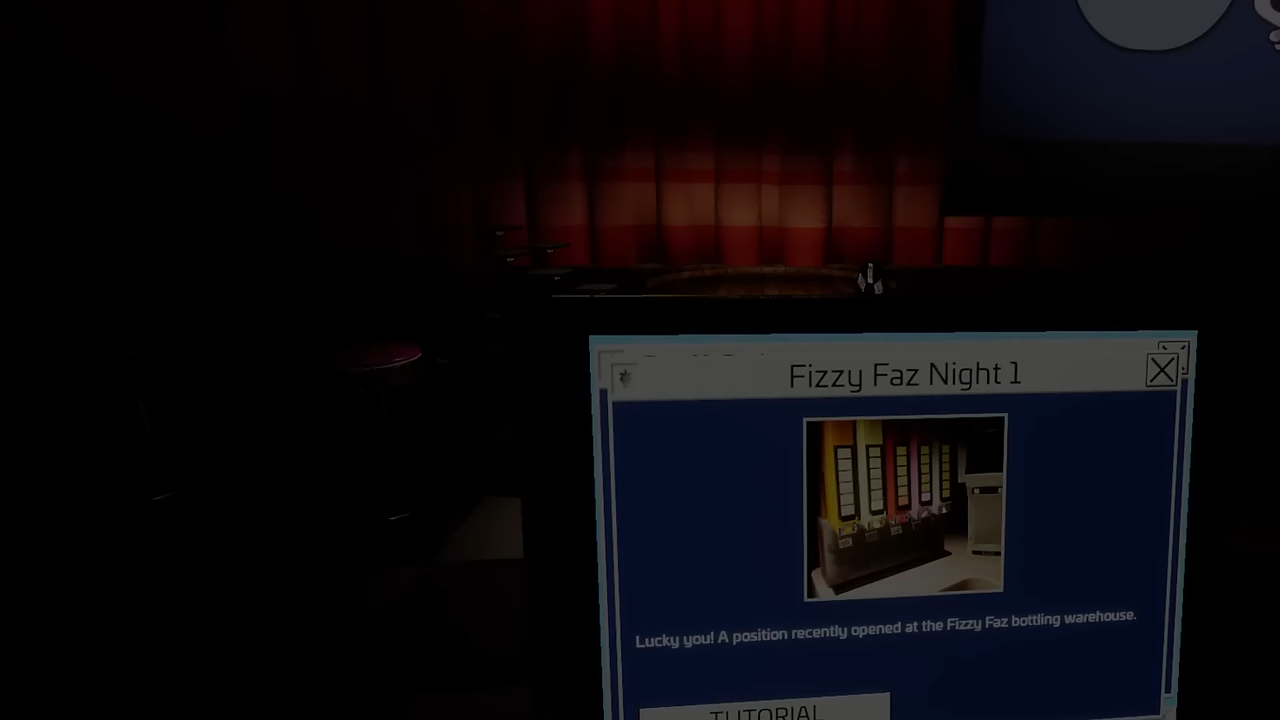 Fizzy Faz Night 1
Lucky you! A position recently opened at the Fizzy Faz bottling warehouse.
TUTORIAL